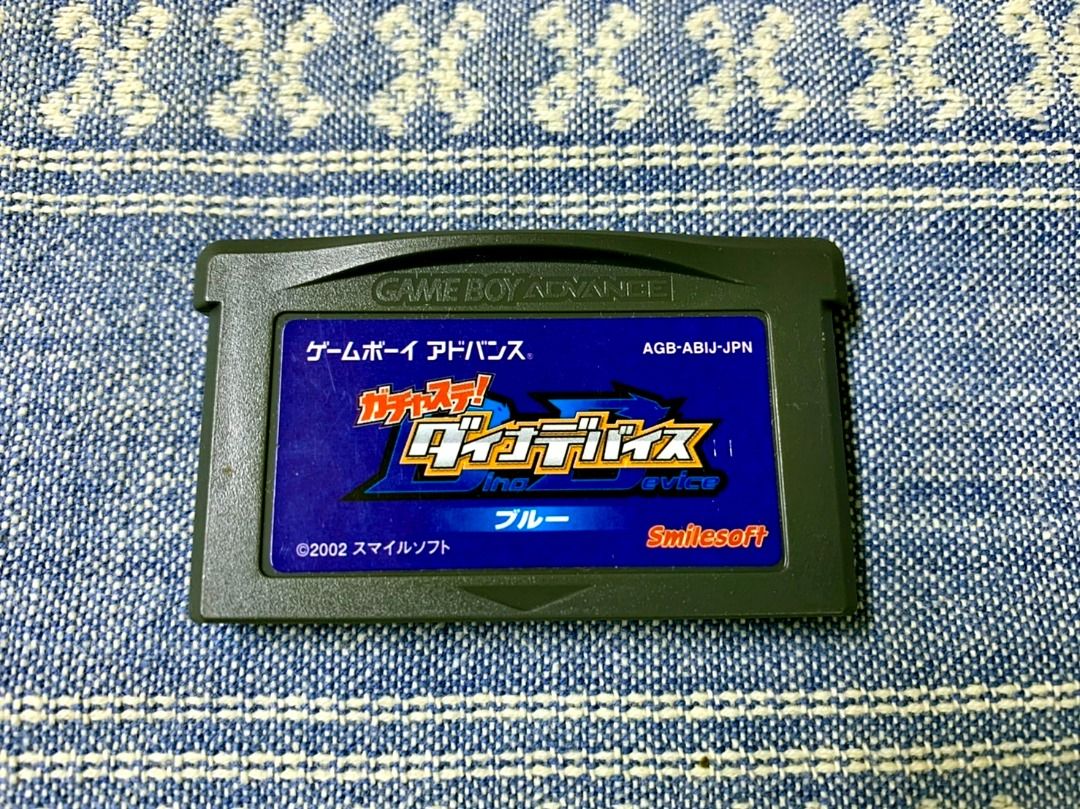 GAME BOY ADVANCE
ゲームボーイ アドバンス®
AGB-ABIJ-JPN
ガチャステ!
ダイナデバイス
Dino Device
ブルー
©2002 スマイルソフト
Smilesoft